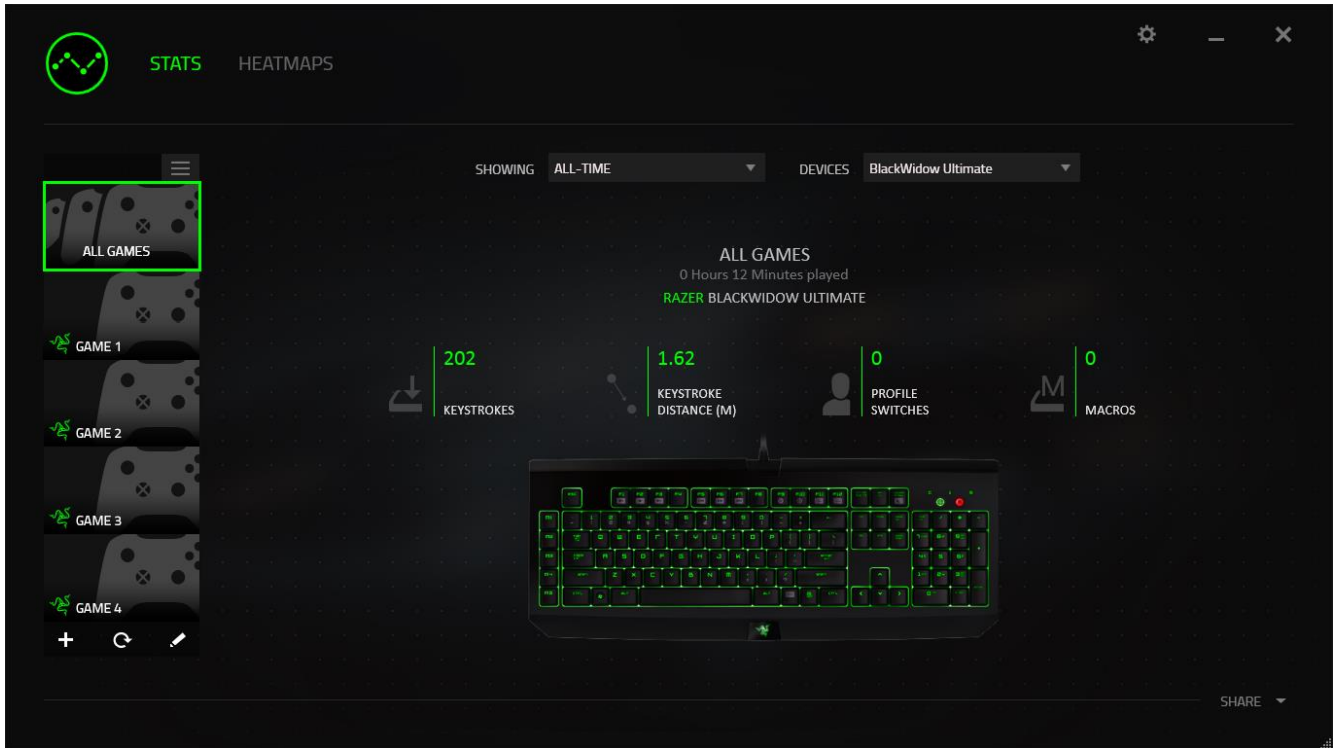 STATS HEATMAPS
SHOWING ALL-TIME DEVICES BlackWidow Ultimate
ALL GAMES
GAME 1
GAME 2
GAME 3
GAME 4
ALL GAMES
0 Hours 12 Minutes played
RAZER BLACKWIDOW ULTIMATE
202
KEYSTROKES
1.62
KEYSTROKE
DISTANCE (M)
0
PROFILE
SWITCHES
M
0
MACROS
SHARE